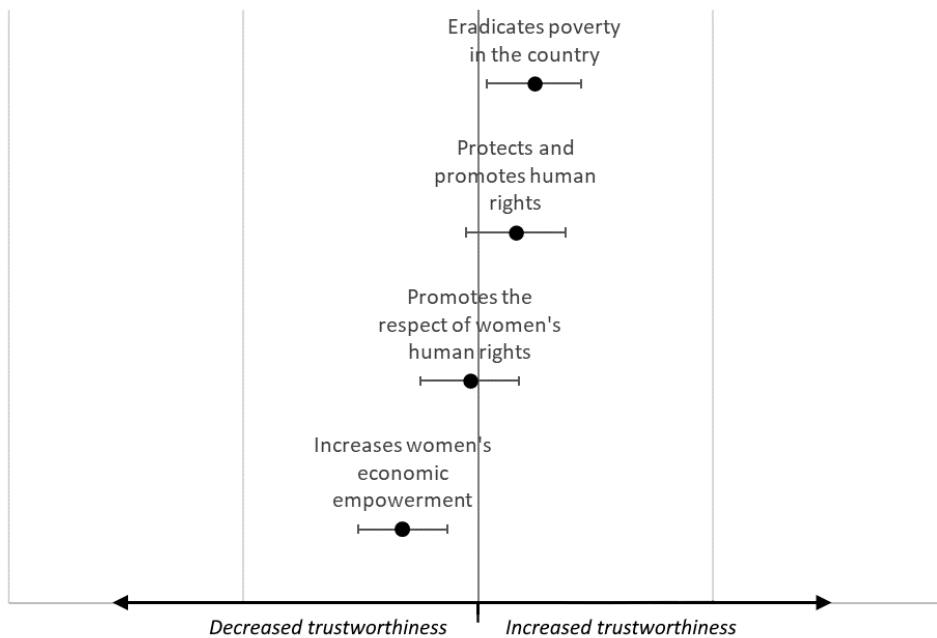 Eradicates poverty
in the country
Protects and
promotes human
rights
Promotes the
respect of women's
human rights
Increases women's
economic
empowerment
Decreased trustworthiness
Increased trustworthiness